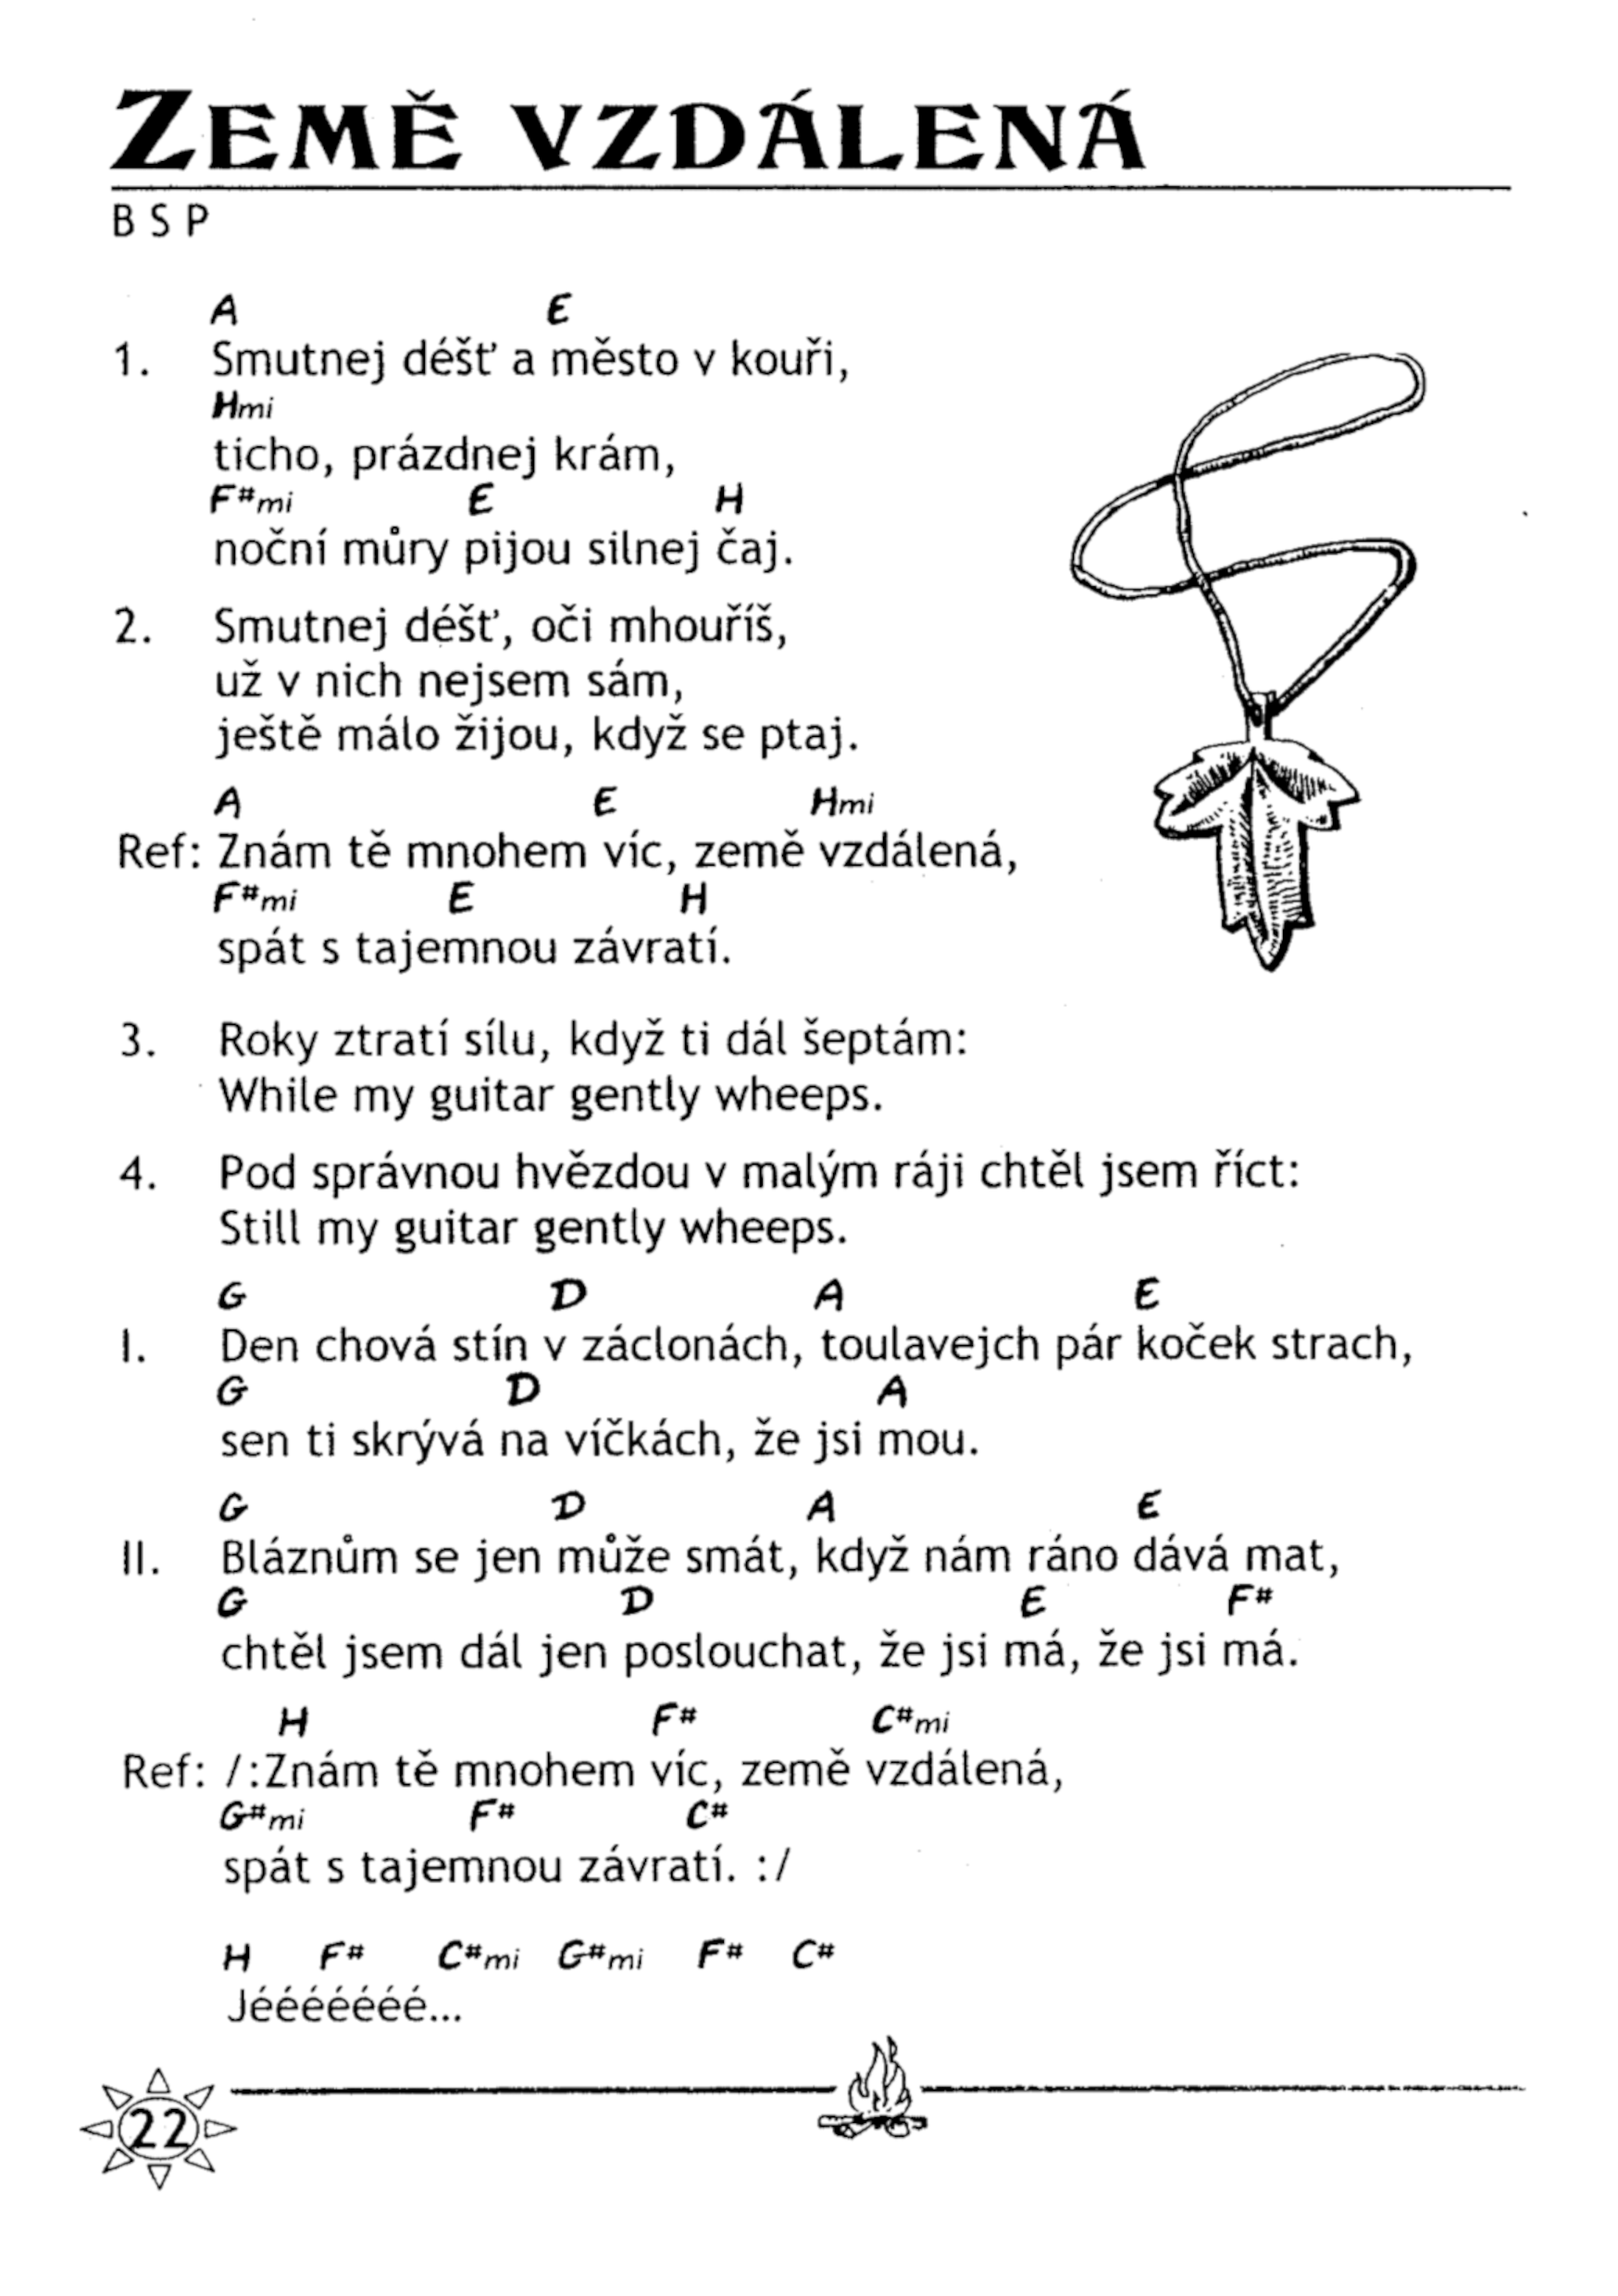 ZEMĚ VZDÁLENÁ
B S P
A E
1. Smutnej déšť a město v kouři,
Hmi
ticho, prázdnej krám,
F#mi E H
noční můry pijou silnej čaj.
2. Smutnej déšť, oči mhouříš,
už v nich nejsem sám,
ještě málo žijou, když se ptaj.
A E Hmi
Ref: Znám tě mnohem víc, země vzdálená,
F#mi E H
spát s tajemnou závratí.
3. Roky ztratí sílu, když ti dál šeptám:
While my guitar gently wheeps.
4. Pod správnou hvězdou v malým ráji chtěl jsem říct:
Still my guitar gently wheeps.
G D A E
I. Den chová stín v záclonách, toulavejch pár koček strach,
G D A
sen ti skrývá na víčkách, že jsi mou.
G D A E
II. Bláznům se jen může smát, když nám ráno dává mat,
G D E F#
chtěl jsem dál jen poslouchat, že jsi má, že jsi má.
H F# C#mi
Ref: /:Znám tě mnohem víc, země vzdálená,
G#mi F# C#
spát s tajemnou závratí. :/
H F# C#mi G#mi F# C#
Jééééééé...
22